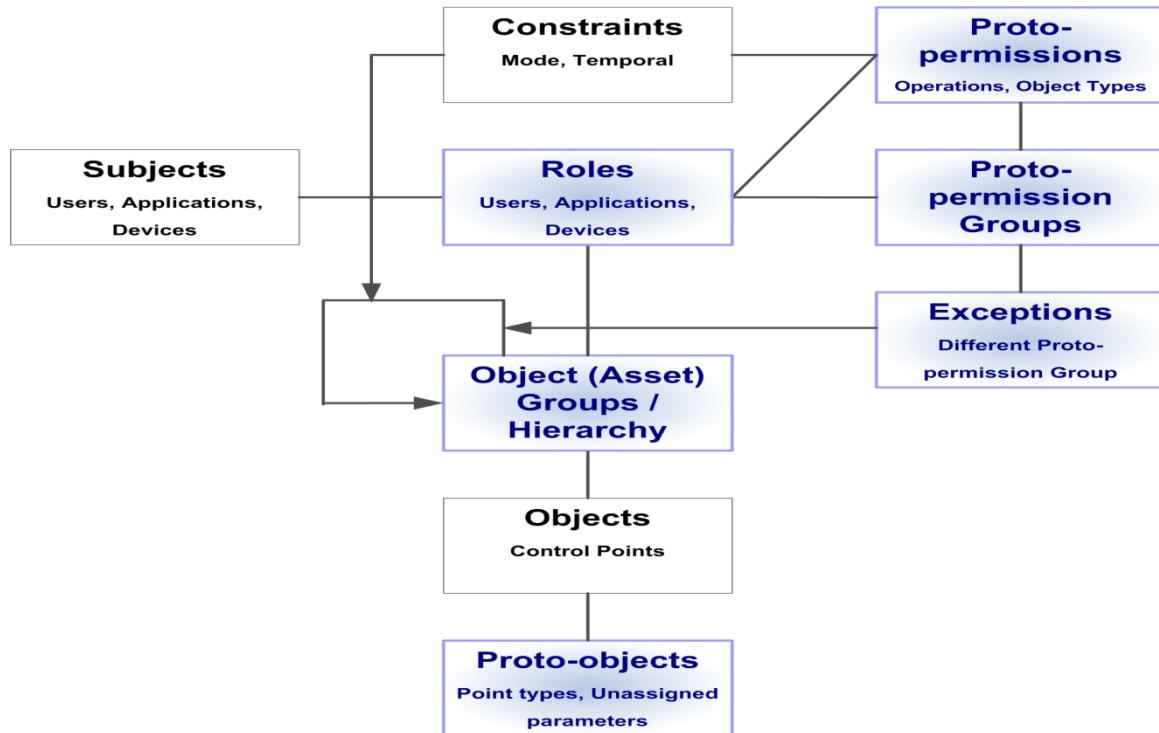 Constraints
Mode, Temporal
Proto-
permissions
Operations, Object Types
Subjects
Users, Applications,
Devices
Roles
Users, Applications,
Devices
Proto-
permission
Groups
Exceptions
Different Proto-
permission Group
Object (Asset)
Groups /
Hierarchy
Objects
Control Points
Proto-objects
Point types, Unassigned
parameters